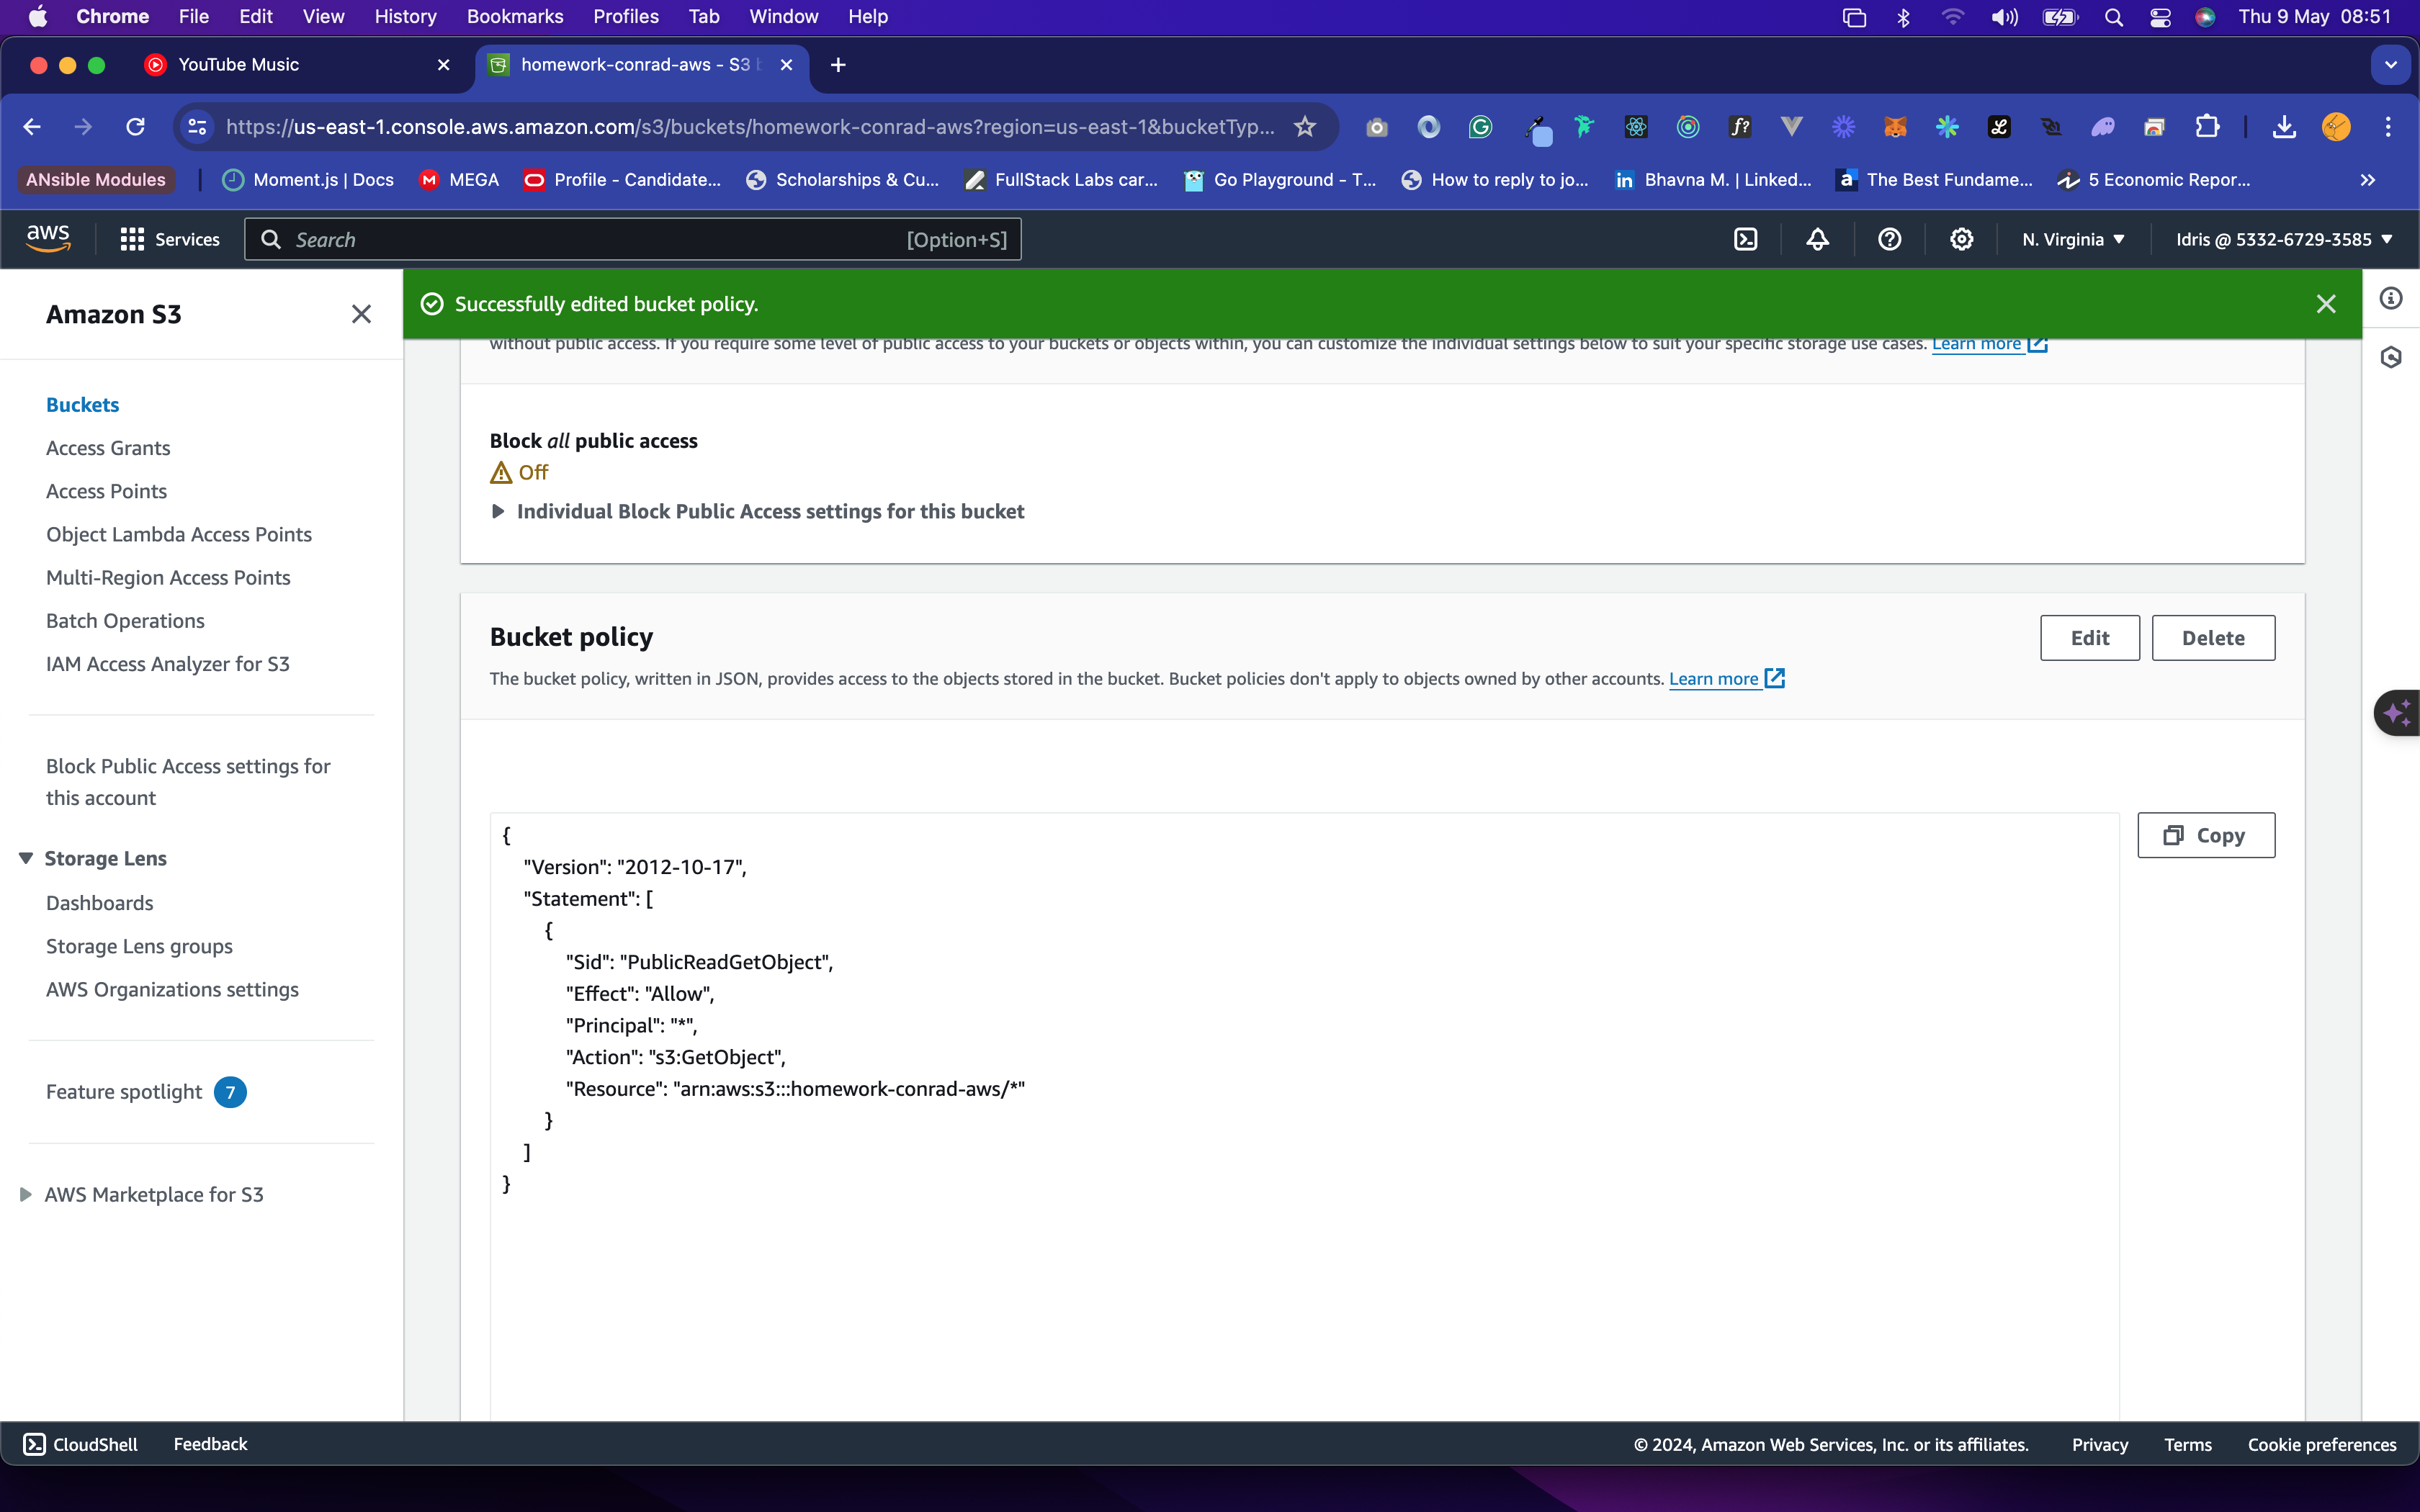 Chrome File Edit View History Bookmarks Profiles Tab Window Help Thu 9 May 08:51
YouTube Music homework-conrad-aws - S3 b
https://us-east-1.console.aws.amazon.com/s3/buckets/homework-conrad-aws?region=us-east-1&bucketTyp...
ANsible Modules Moment.js | Docs MEGA Profile - Candidate... Scholarships & Cu... FullStack Labs car... Go Playground - T... How to reply to jo... Bhavna M. | Linked... The Best Fundame... 5 Economic Repor...
aws Services Search [Option+S] N. Virginia Idris @ 5332-6729-3585
Amazon S3
Buckets
Access Grants
Access Points
Object Lambda Access Points
Multi-Region Access Points
Batch Operations
IAM Access Analyzer for S3
Block Public Access settings for
this account
Storage Lens
Dashboards
Storage Lens groups
AWS Organizations settings
Feature spotlight 7
AWS Marketplace for S3
Successfully edited bucket policy.
without public access. If you require some level of public access to your buckets or objects within, you can customize the individual settings below to suit your specific storage use cases. Learn more
Block all public access
Off
Individual Block Public Access settings for this bucket
Bucket policy
Edit Delete
The bucket policy, written in JSON, provides access to the objects stored in the bucket. Bucket policies don't apply to objects owned by other accounts. Learn more
Copy
{
"Version": "2012-10-17",
"Statement": [
{
"Sid": "PublicReadGetObject",
"Effect": "Allow",
"Principal": "*",
"Action": "s3:GetObject",
"Resource": "arn:aws:s3:::homework-conrad-aws/*"
}
]
}
CloudShell Feedback © 2024, Amazon Web Services, Inc. or its affiliates. Privacy Terms Cookie preferences